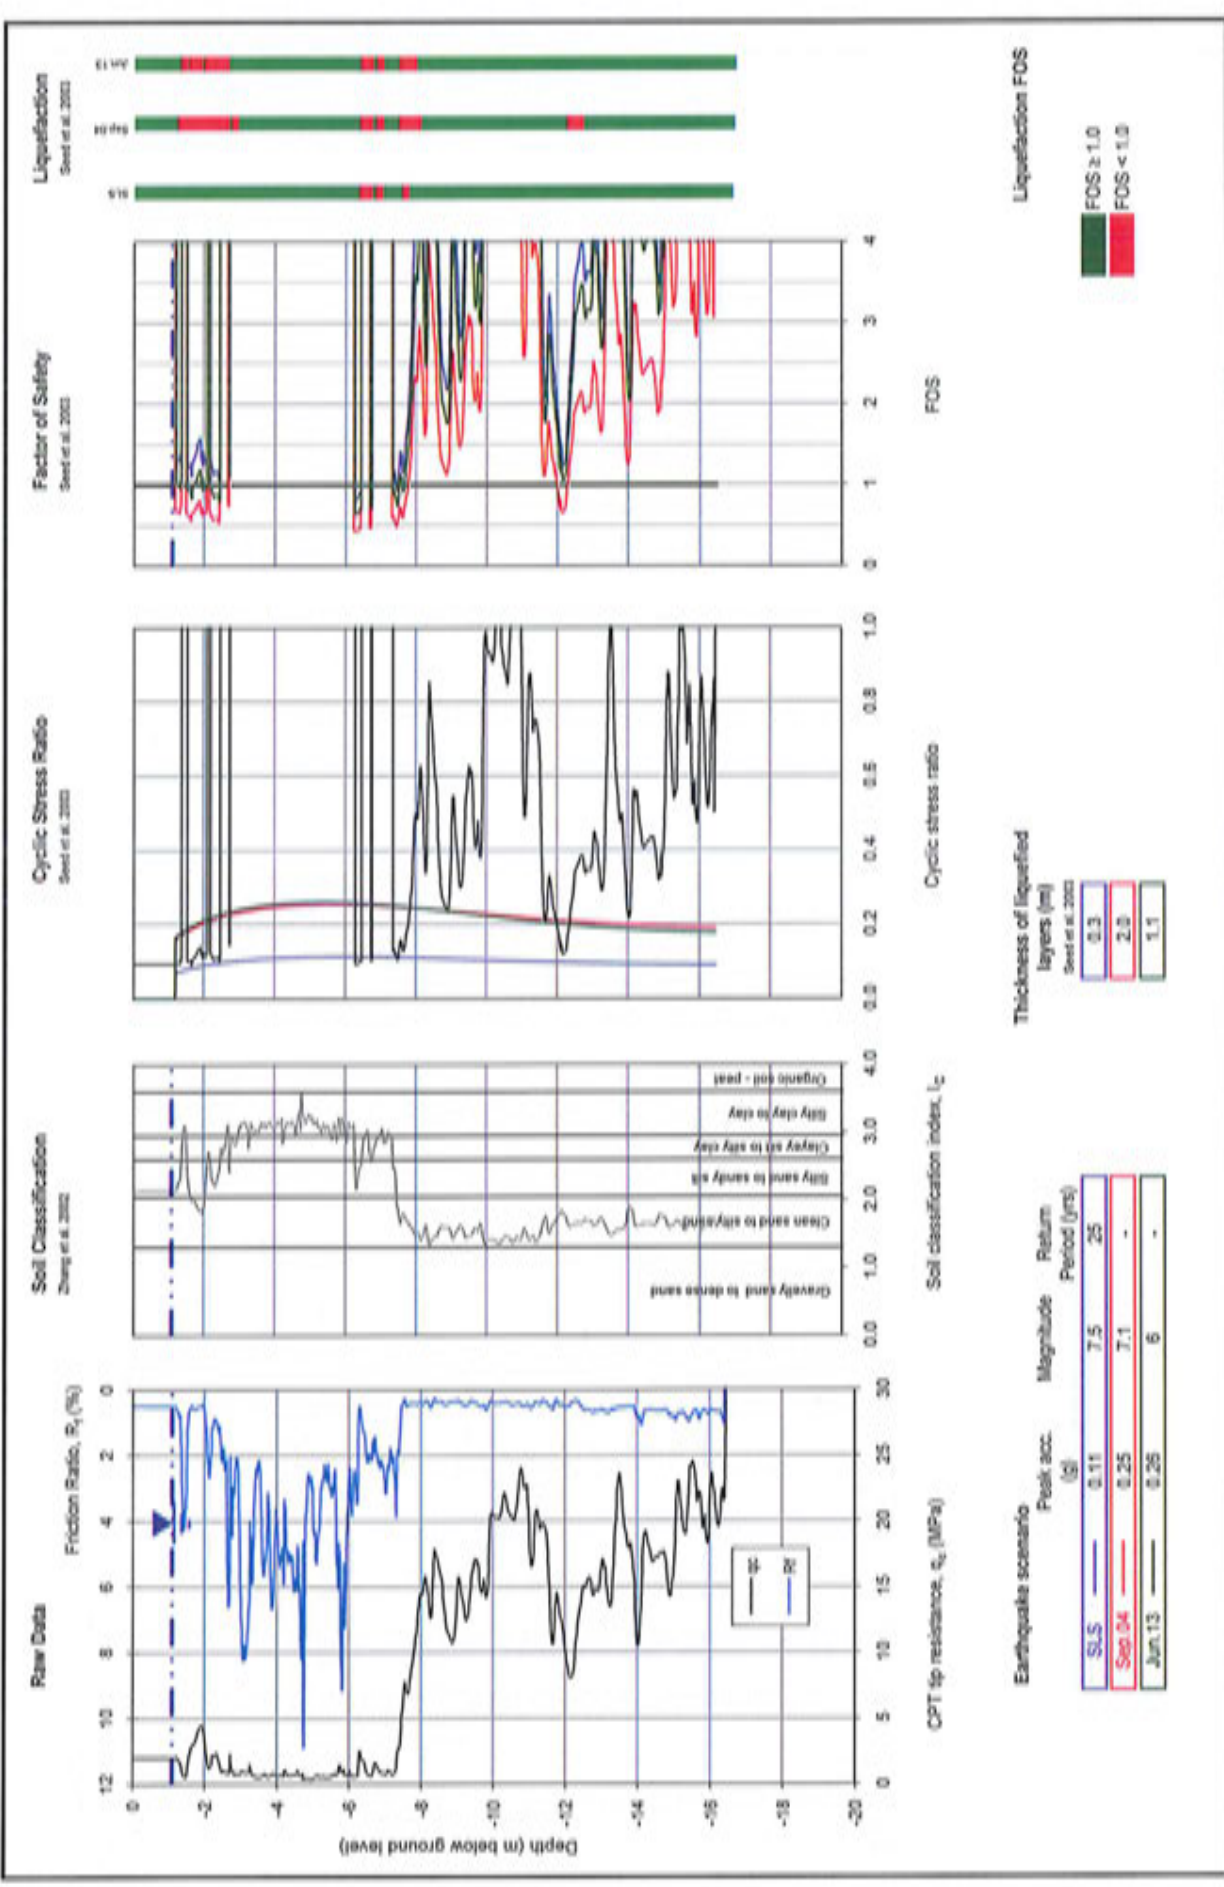 Raw Data
Friction Ratio, Rf (%)
12
10
8
6
4
2
0
0
-2
-4
-6
-8
-10
-12
-14
-16
-18
-20
Depth (m below ground level)
qc
Rf
0
5
10
15
20
25
30
CPT tip resistance, qc (MPa)
Soil Classification
Zhang et al. 2002
Gravelly sand to dense sand
Clean sand to silty sand
Silty sand to sandy silt
Clayey silt to silty clay
Silty clay to clay
Organic soil - peat
0.0
1.0
2.0
3.0
4.0
Soil classification index, Ic
Cyclic Stress Ratio
Seed et al. 2003
0.0
0.2
0.4
0.6
0.8
1.0
Cyclic stress ratio
Factor of Safety
Seed et al. 2003
0
1
2
3
4
FOS
Liquefaction
Seed et al. 2003
SLS
Sep.04
Jun.13
Earthquake scenario
Peak acc. (g)
Magnitude
Return Period (yrs)
SLS 0.11 7.5 25
Sep.04 0.25 7.1 -
Jun.13 0.26 6 -
Thickness of liquefied
layers (m)
Seed et al. 2003
0.3
2.0
1.1
Liquefaction FOS
FOS ≥ 1.0
FOS < 1.0